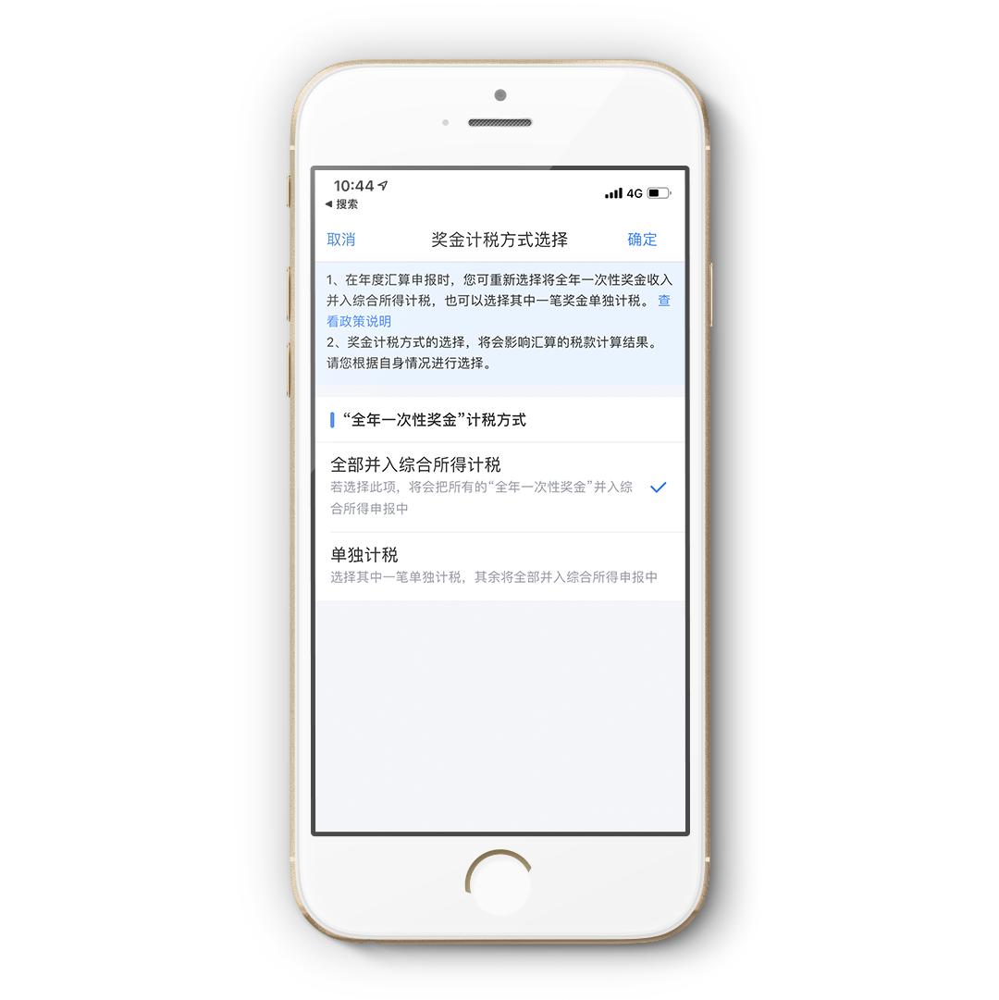 10:44
4G
◀ 搜索
取消 奖金计税方式选择 确定
1、在年度汇算申报时，您可重新选择将全年一次性奖金收入
并入综合所得计税，也可以选择其中一笔奖金单独计税。查
看政策说明
2、奖金计税方式的选择，将会影响汇算的税款计算结果。
请您根据自身情况进行选择。
“全年一次性奖金”计税方式
全部并入综合所得计税
若选择此项，将会把所有的“全年一次性奖金”并入综
合所得申报中
单独计税
选择其中一笔单独计税，其余将全部并入综合所得申报中